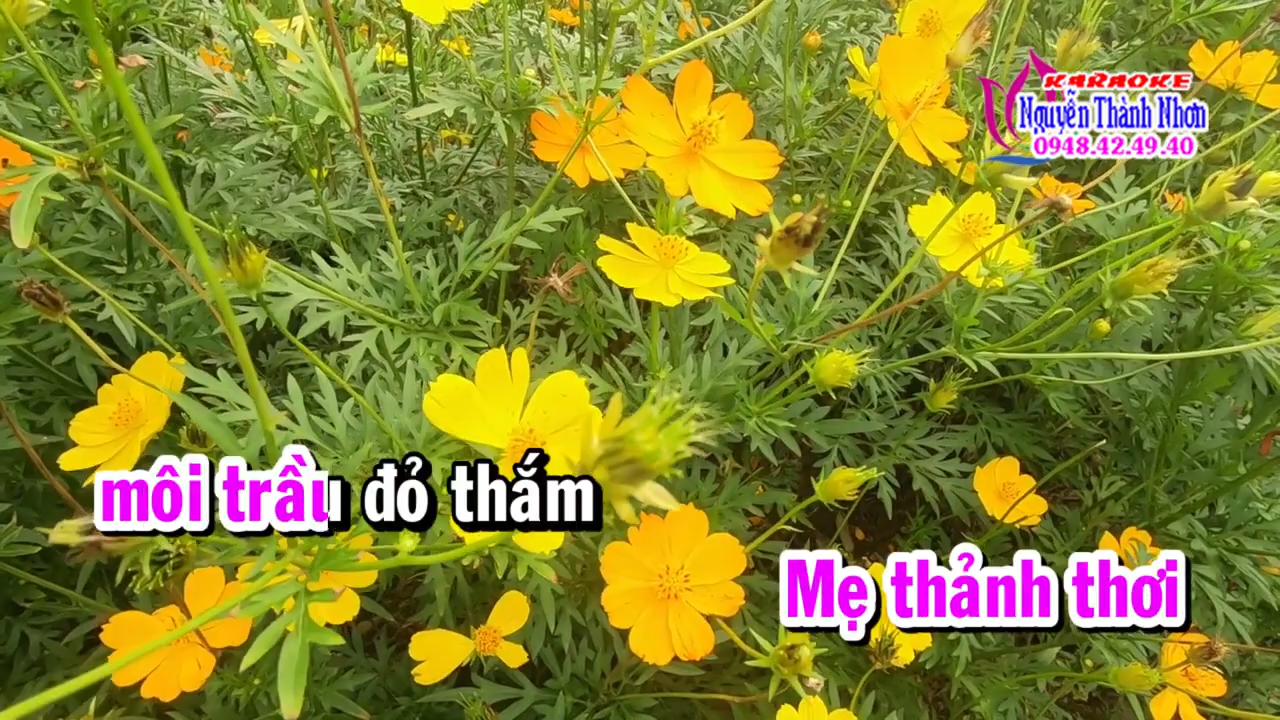 KARAOKE
Nguyễn Thành Nhơn
0948.42.49.40
môi trầu đỏ thắm
Mẹ thảnh thơi